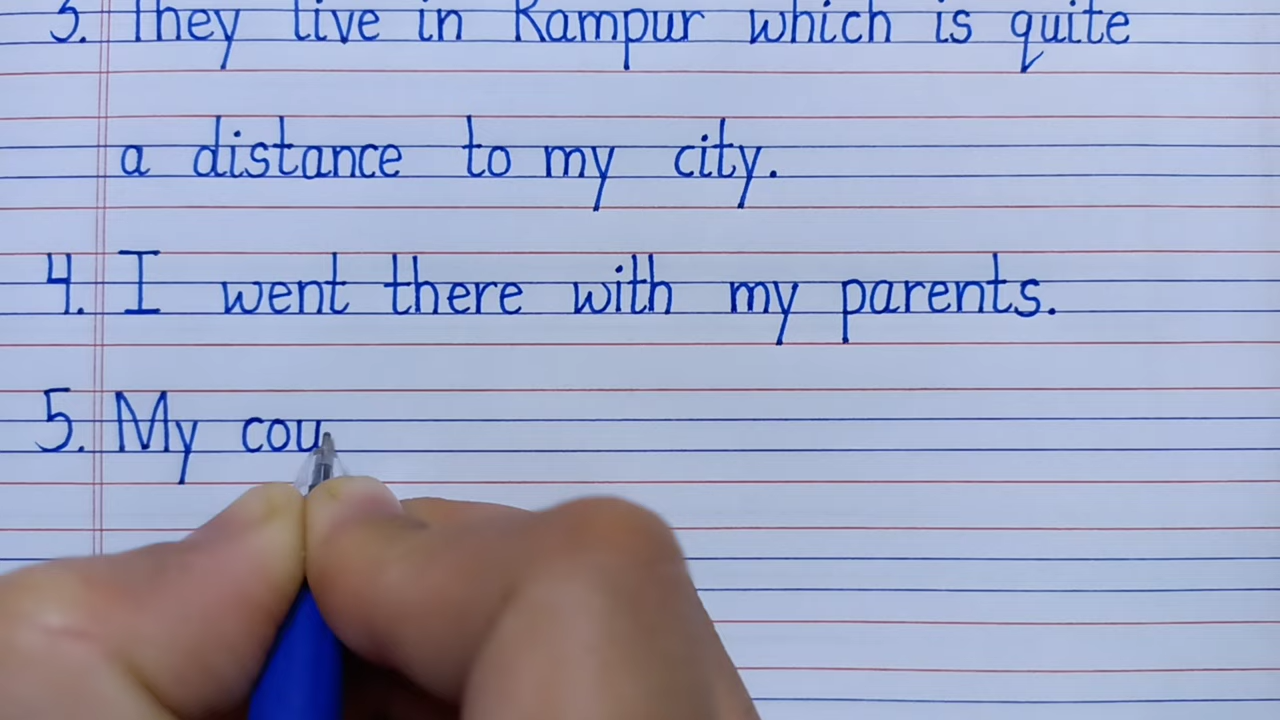 3. They live in Rampur which is quite
a distance to my city.
4. I went there with my parents.
5. My cou